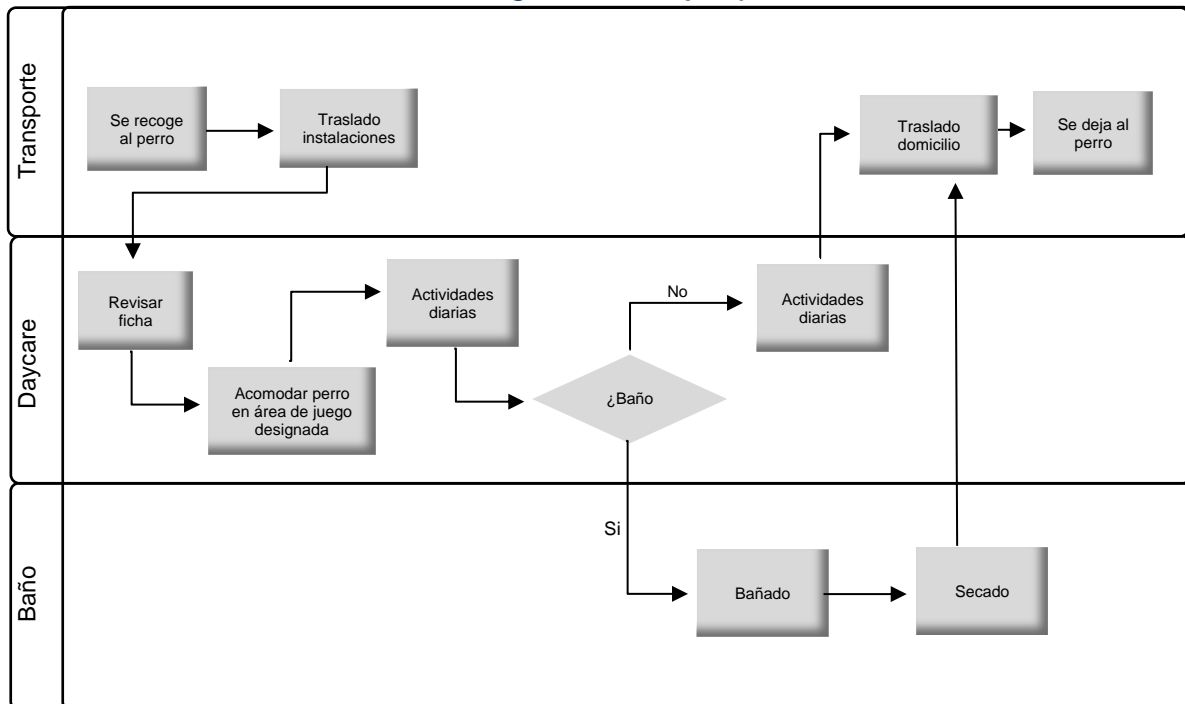 Transporte
Se recoge
al perro
Traslado
instalaciones
Traslado
domicilio
Se deja al
perro
Daycare
Revisar
ficha
Acomodar perro
en área de juego
designada
Actividades
diarias
¿Baño
No
Actividades
diarias
Baño
Si
Bañado
Secado